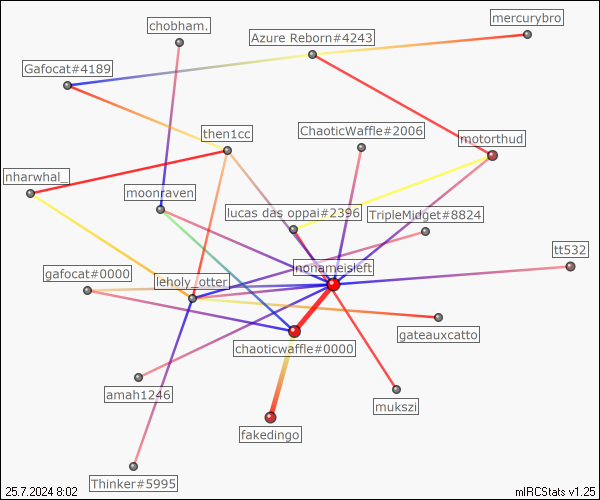 mercurybro
chobham.
Azure Reborn#4243
Gafocat#4189
then1cc
ChaoticWaffle#2006
motorthud
nharwhal_
moonraven
lucas das oppai#2396
TripleMidget#8824
tt532
nonameisleft
gafocat#0000
leholy_otter
gateauxcatto
chaoticwaffle#0000
amah1246
mukszi
fakedingo
Thinker#5995
25.7.2024 8:02
mIRCStats v1.25